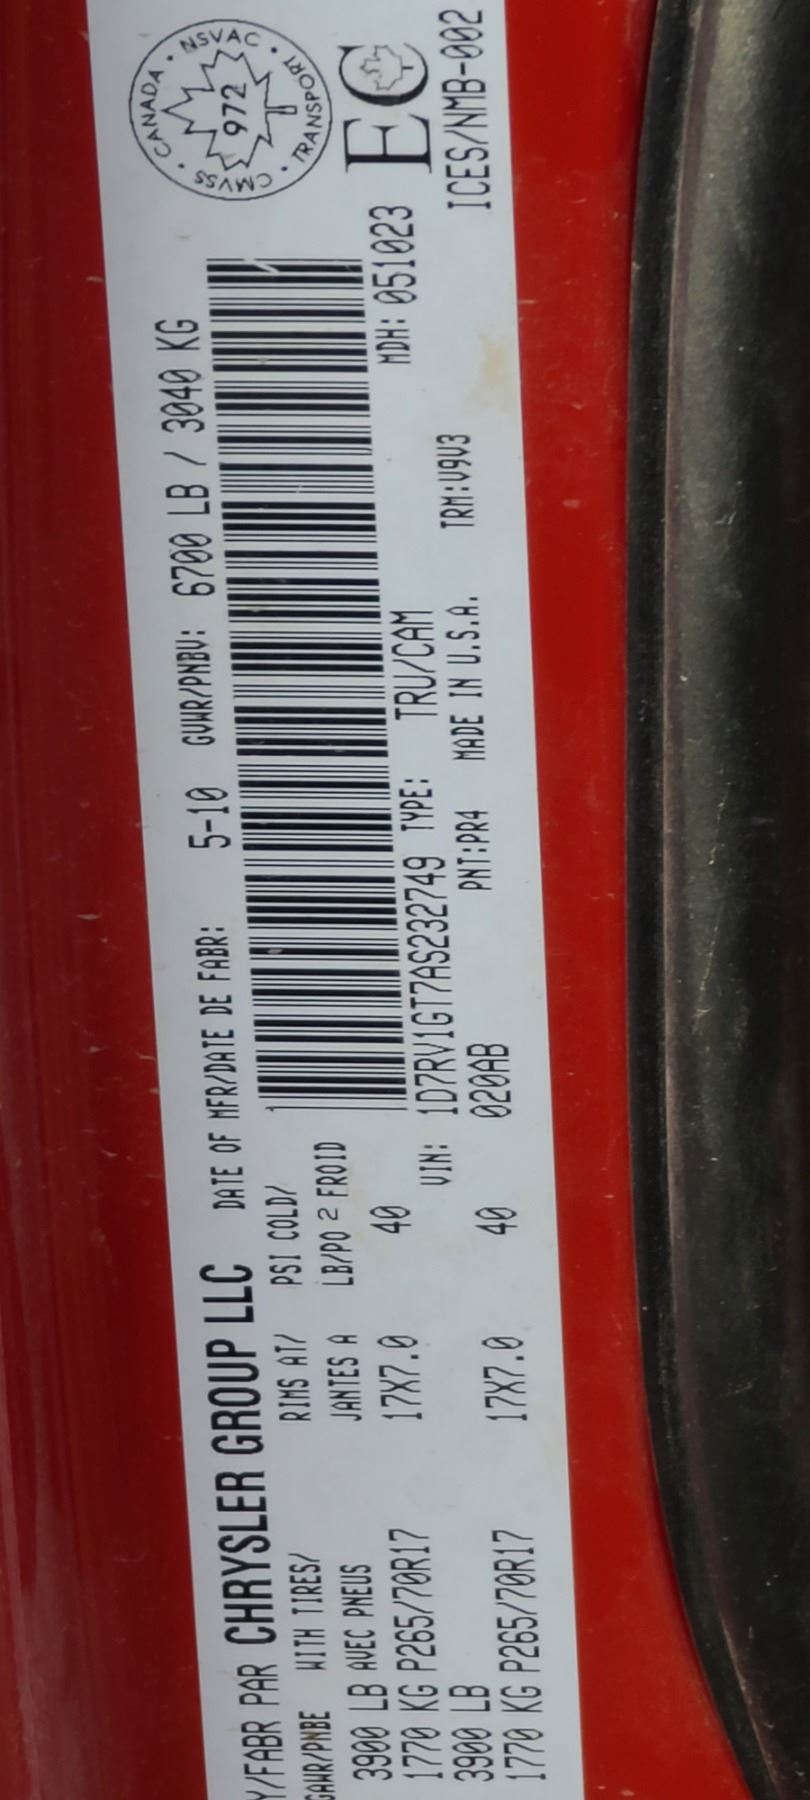 Y/FABR PAR CHRYSLER GROUP LLC DATE OF MFR/DATE DE FABR: 5-10 GVWR/PNBV: 6700 LB / 3040 KG
GAWR/PNBE WITH TIRES/ RIMS AT/ PSI COLD/
3900 LB AVEC PNEUS JANTES A LB/PO 2 FROID
1770 KG P265/70R17 17X7.0 40
3900 LB
1770 KG P265/70R17 17X7.0 40
VIN: 1D7RV1GT7AS232749 TYPE: TRU/CAM MDH: 051023
020AB PNT:PR4 MADE IN U.S.A. TRM:V9V3
CANADA • NSVAC • TRANSPORT • CMVSS •
972
EC
ICES/NMB-002